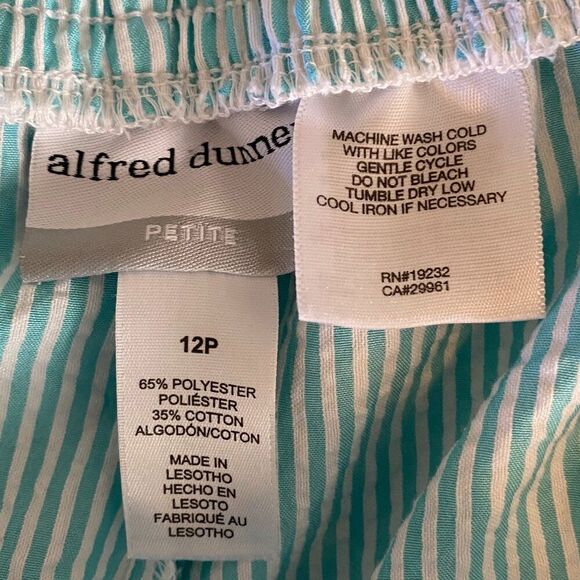 alfred dunne
PETITE
12P
65% POLYESTER
POLIÉSTER
35% COTTON
ALGODÓN/COTON
MADE IN
LESOTHO
HECHO EN
LESOTO
FABRIQUÉ AU
LESOTHO
MACHINE WASH COLD
WITH LIKE COLORS
GENTLE CYCLE
DO NOT BLEACH
TUMBLE DRY LOW
COOL IRON IF NECESSARY
RN#19232
CA#29961